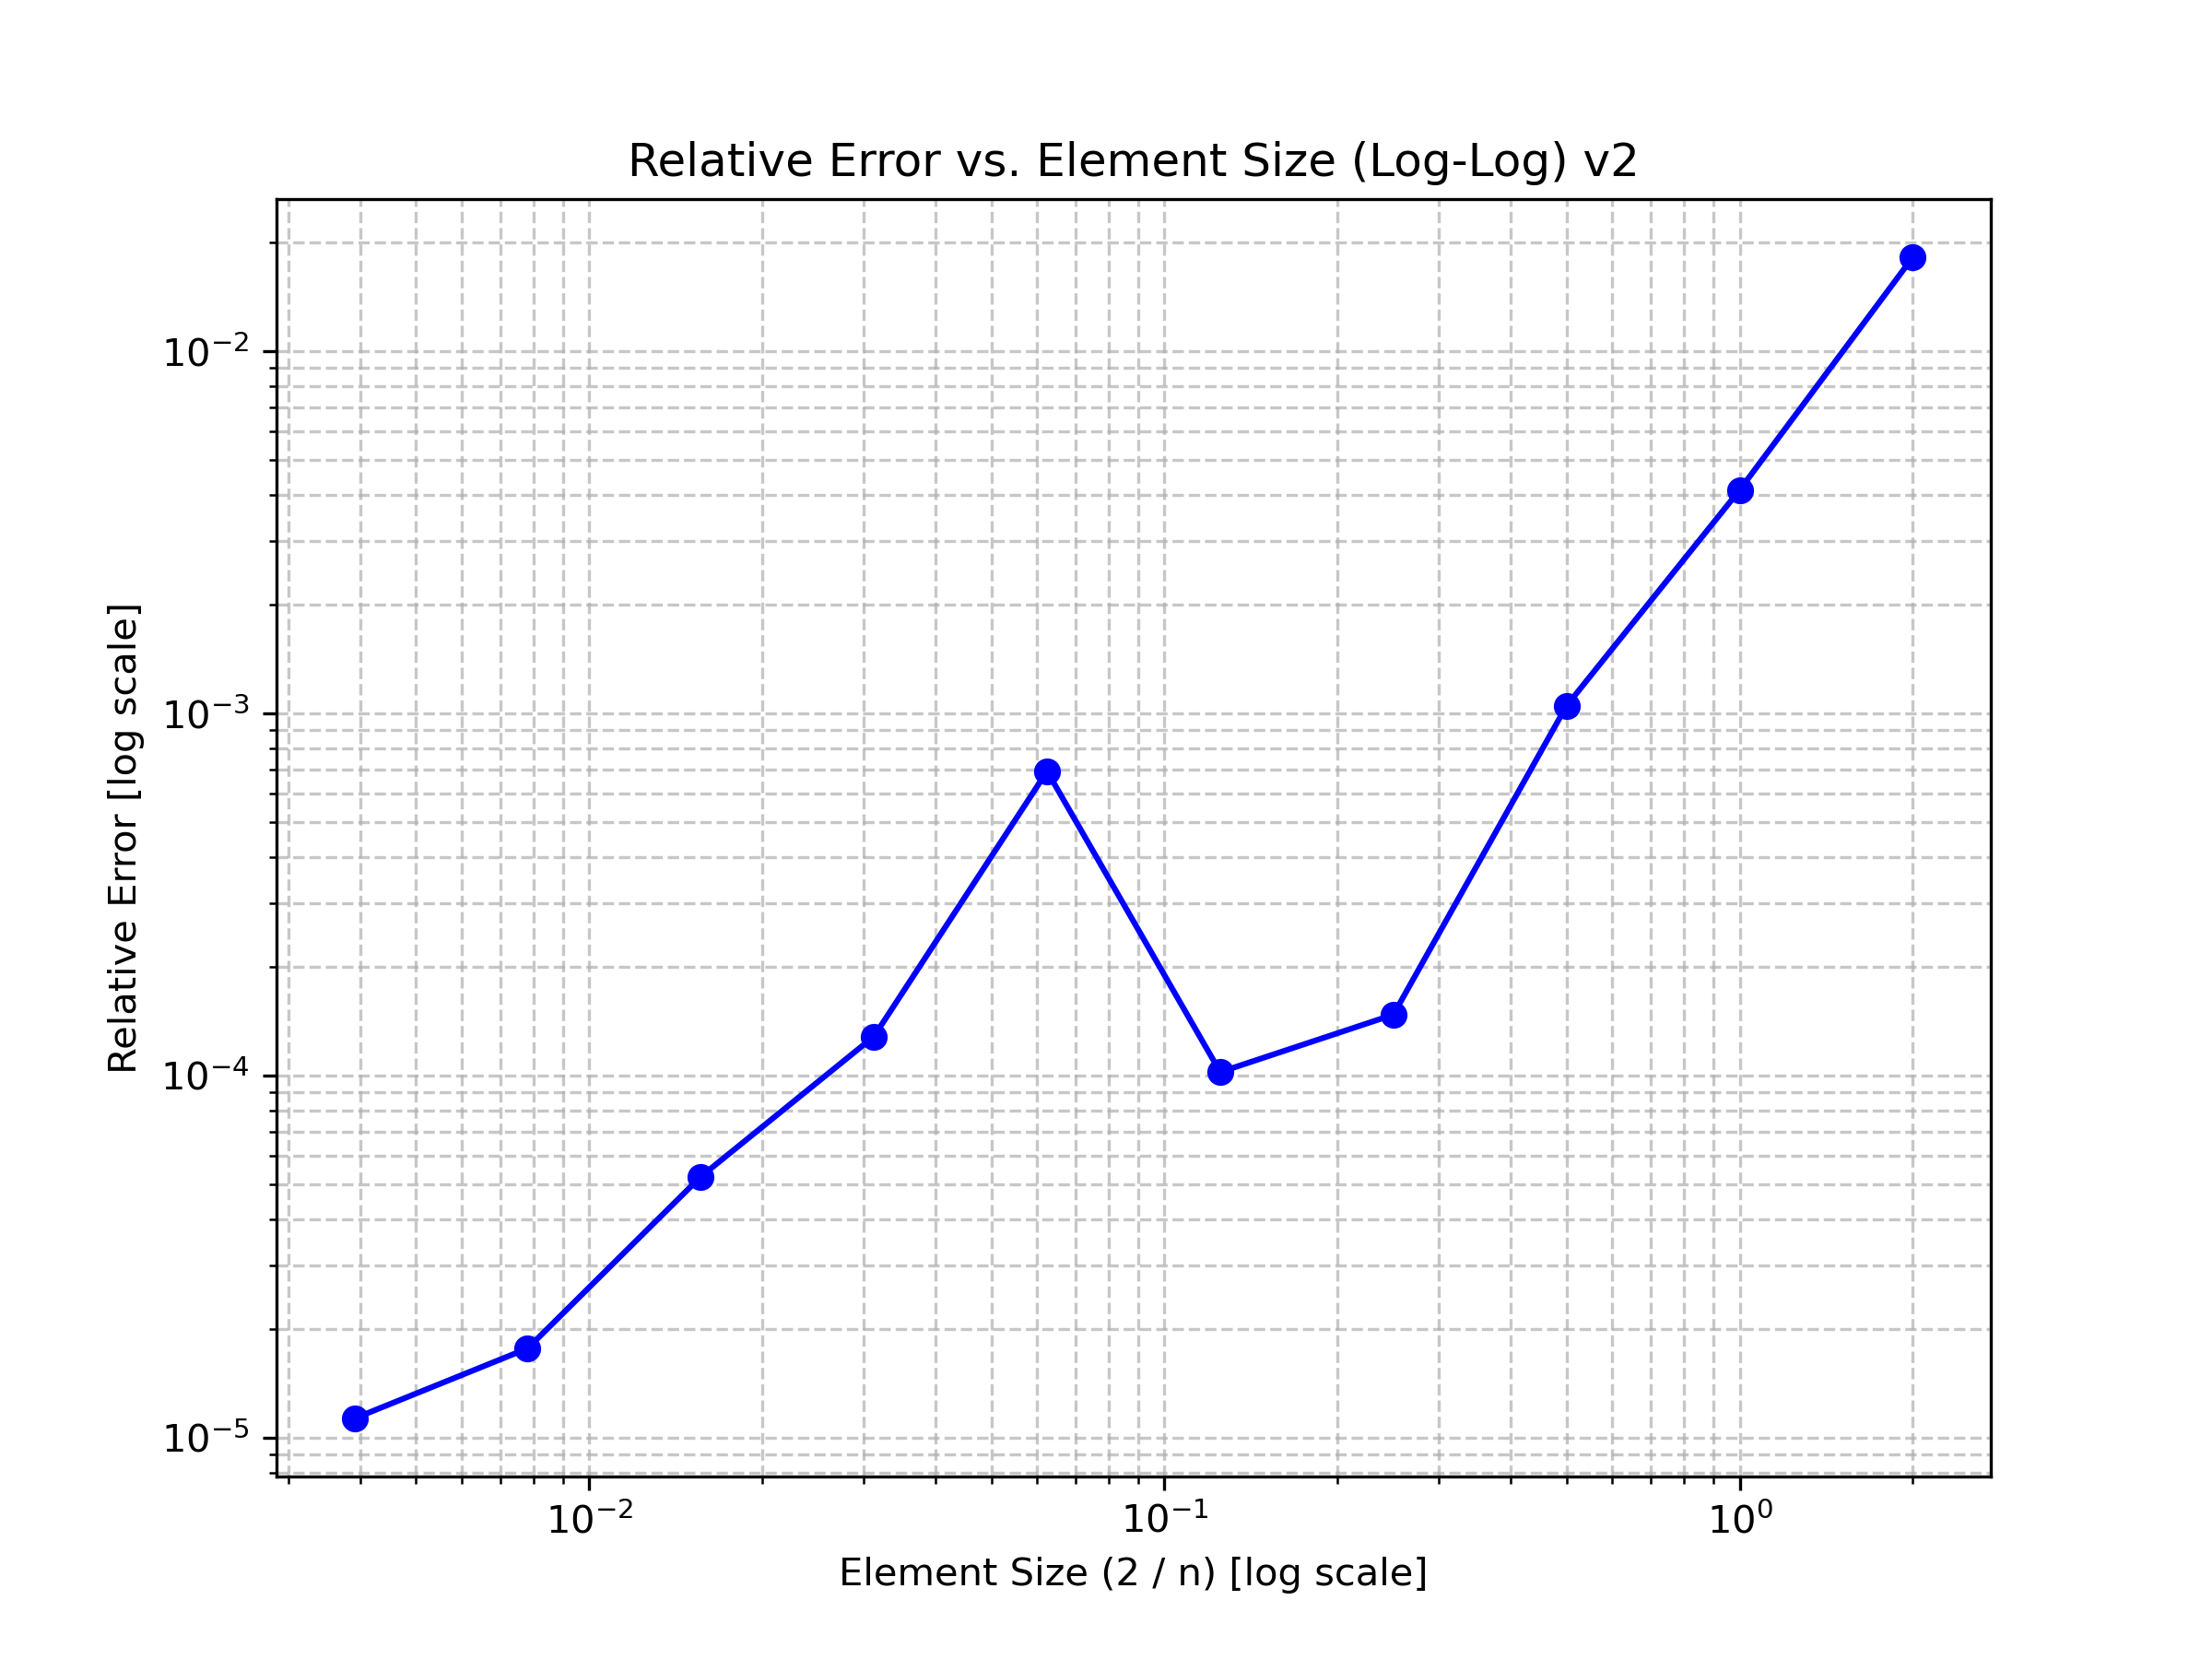 Relative Error vs. Element Size (Log-Log) v2
Relative Error [log scale]
10⁻²
10⁻³
10⁻⁴
10⁻⁵
10⁻² 10⁻¹ 10⁰
Element Size (2 / n) [log scale]